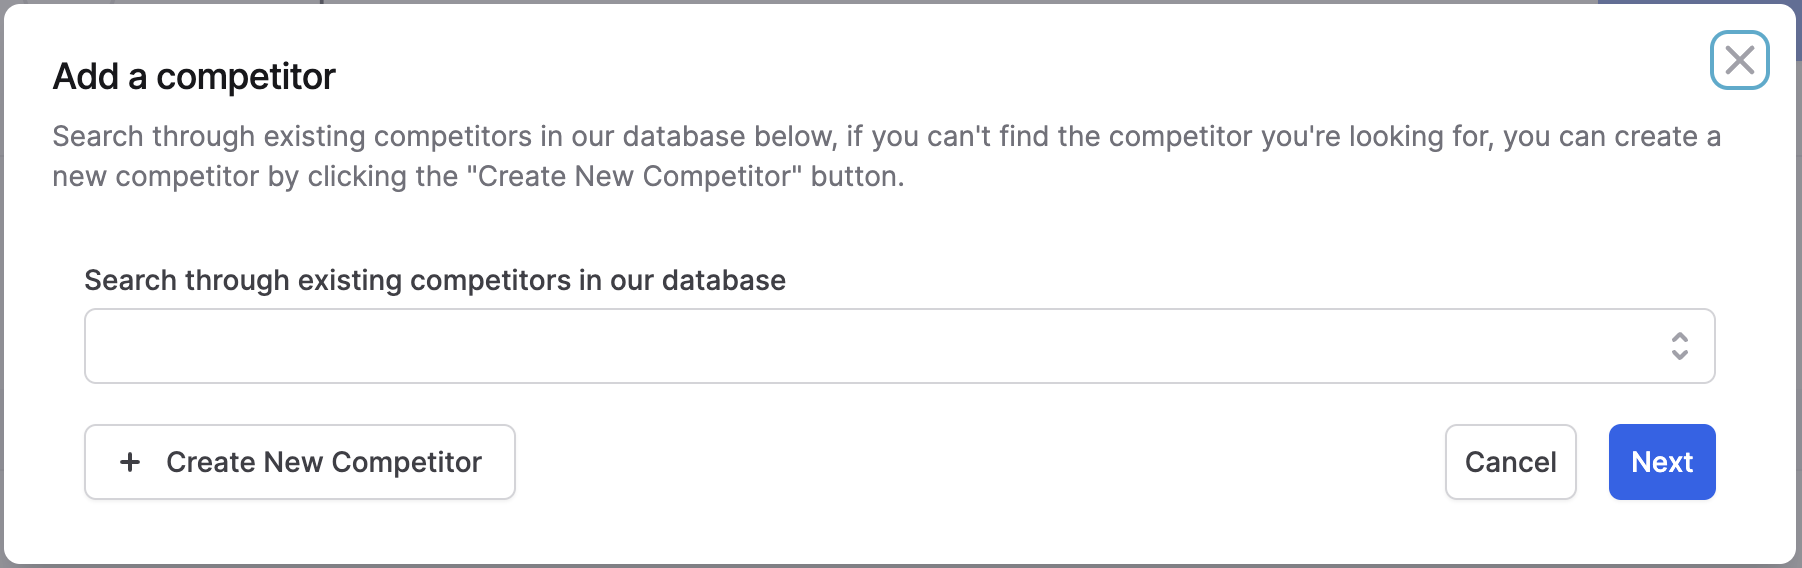 Add a competitor
Search through existing competitors in our database below, if you can't find the competitor you're looking for, you can create a
new competitor by clicking the "Create New Competitor" button.
Search through existing competitors in our database
+ Create New Competitor
Cancel
Next